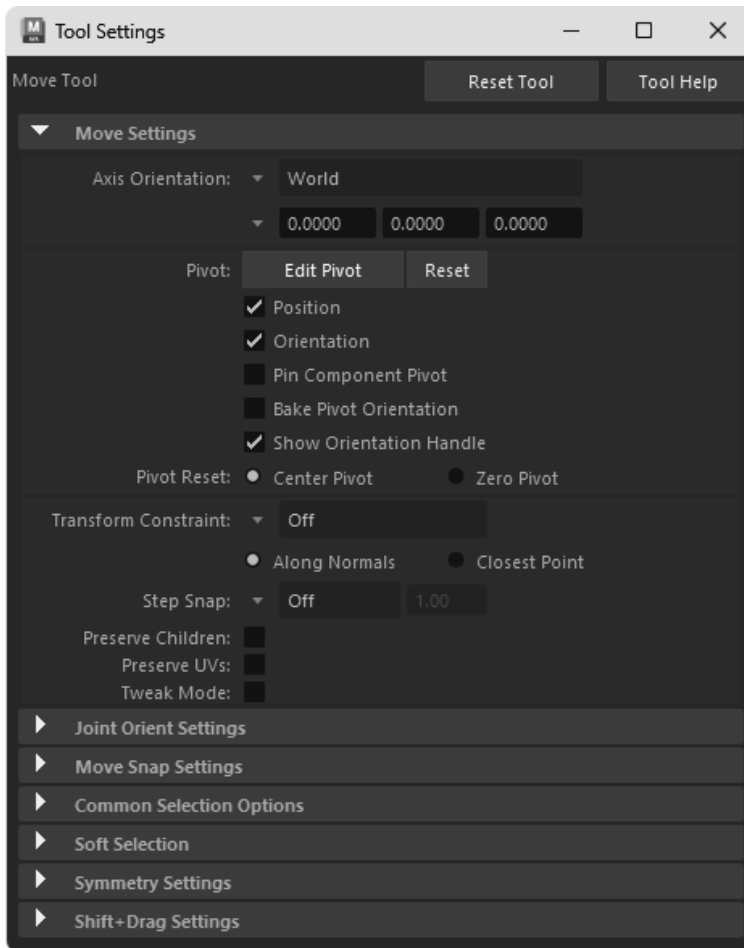 M
Tool Settings
Move Tool Reset Tool Tool Help
Move Settings
Axis Orientation: World
0.0000 0.0000 0.0000
Pivot: Edit Pivot Reset
Position
Orientation
Pin Component Pivot
Bake Pivot Orientation
Show Orientation Handle
Pivot Reset: Center Pivot Zero Pivot
Transform Constraint: Off
Along Normals Closest Point
Step Snap: Off 1.00
Preserve Children:
Preserve UVs:
Tweak Mode:
Joint Orient Settings
Move Snap Settings
Common Selection Options
Soft Selection
Symmetry Settings
Shift+Drag Settings